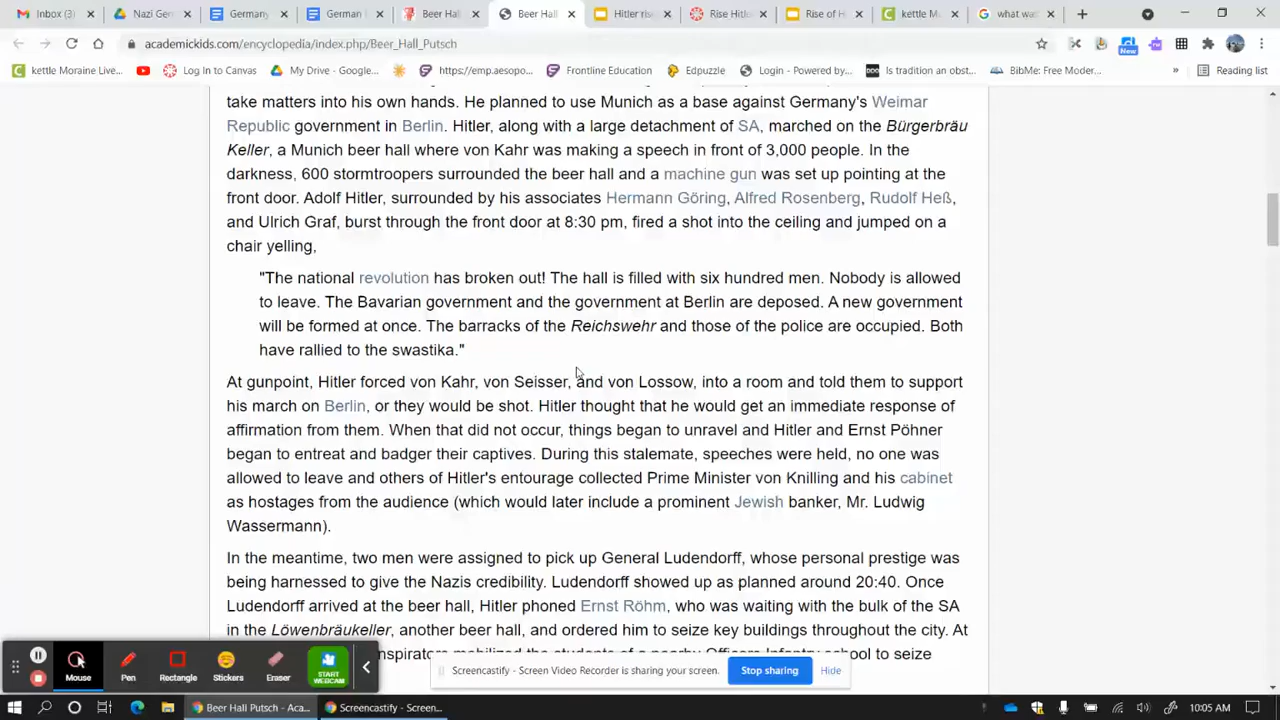 Inbox (3)
Nazi Ger
Germany
German
Beer Hall
Beer Hall
Hitler re
Rise Hitl
Rise of H
kettle M
what wa
academickids.com/encyclopedia/index.php/Beer_Hall_Putsch
New
kettle Moraine Live...
Log In to Canvas
My Drive - Google...
https://emp.aesopo...
Frontline Education
Edpuzzle
Login - Powered by...
Is tradition an obst...
BibMe: Free Moder...
»
Reading list
take matters into his own hands. He planned to use Munich as a base against Germany's Weimar
Republic government in Berlin. Hitler, along with a large detachment of SA, marched on the Bürgerbräu
Keller, a Munich beer hall where von Kahr was making a speech in front of 3,000 people. In the
darkness, 600 stormtroopers surrounded the beer hall and a machine gun was set up pointing at the
front door. Adolf Hitler, surrounded by his associates Hermann Göring, Alfred Rosenberg, Rudolf Heß,
and Ulrich Graf, burst through the front door at 8:30 pm, fired a shot into the ceiling and jumped on a
chair yelling,
"The national revolution has broken out! The hall is filled with six hundred men. Nobody is allowed
to leave. The Bavarian government and the government at Berlin are deposed. A new government
will be formed at once. The barracks of the Reichswehr and those of the police are occupied. Both
have rallied to the swastika."
At gunpoint, Hitler forced von Kahr, von Seisser, and von Lossow, into a room and told them to support
his march on Berlin, or they would be shot. Hitler thought that he would get an immediate response of
affirmation from them. When that did not occur, things began to unravel and Hitler and Ernst Pöhner
began to entreat and badger their captives. During this stalemate, speeches were held, no one was
allowed to leave and others of Hitler's entourage collected Prime Minister von Knilling and his cabinet
as hostages from the audience (which would later include a prominent Jewish banker, Mr. Ludwig
Wassermann).
In the meantime, two men were assigned to pick up General Ludendorff, whose personal prestige was
being harnessed to give the Nazis credibility. Ludendorff showed up as planned around 20:40. Once
Ludendorff arrived at the beer hall, Hitler phoned Ernst Röhm, who was waiting with the bulk of the SA
in the Löwenbräukeller, another beer hall, and ordered him to seize key buildings throughout the city. At
to seize
Mouse
Pen
Rectangle
Stickers
Eraser
START
WEBCAM
Screencastify - Screen Video Recorder is sharing your screen.
Stop sharing
Hide
Beer Hall Putsch - Aca...
Screencastify - Screen...
10:05 AM